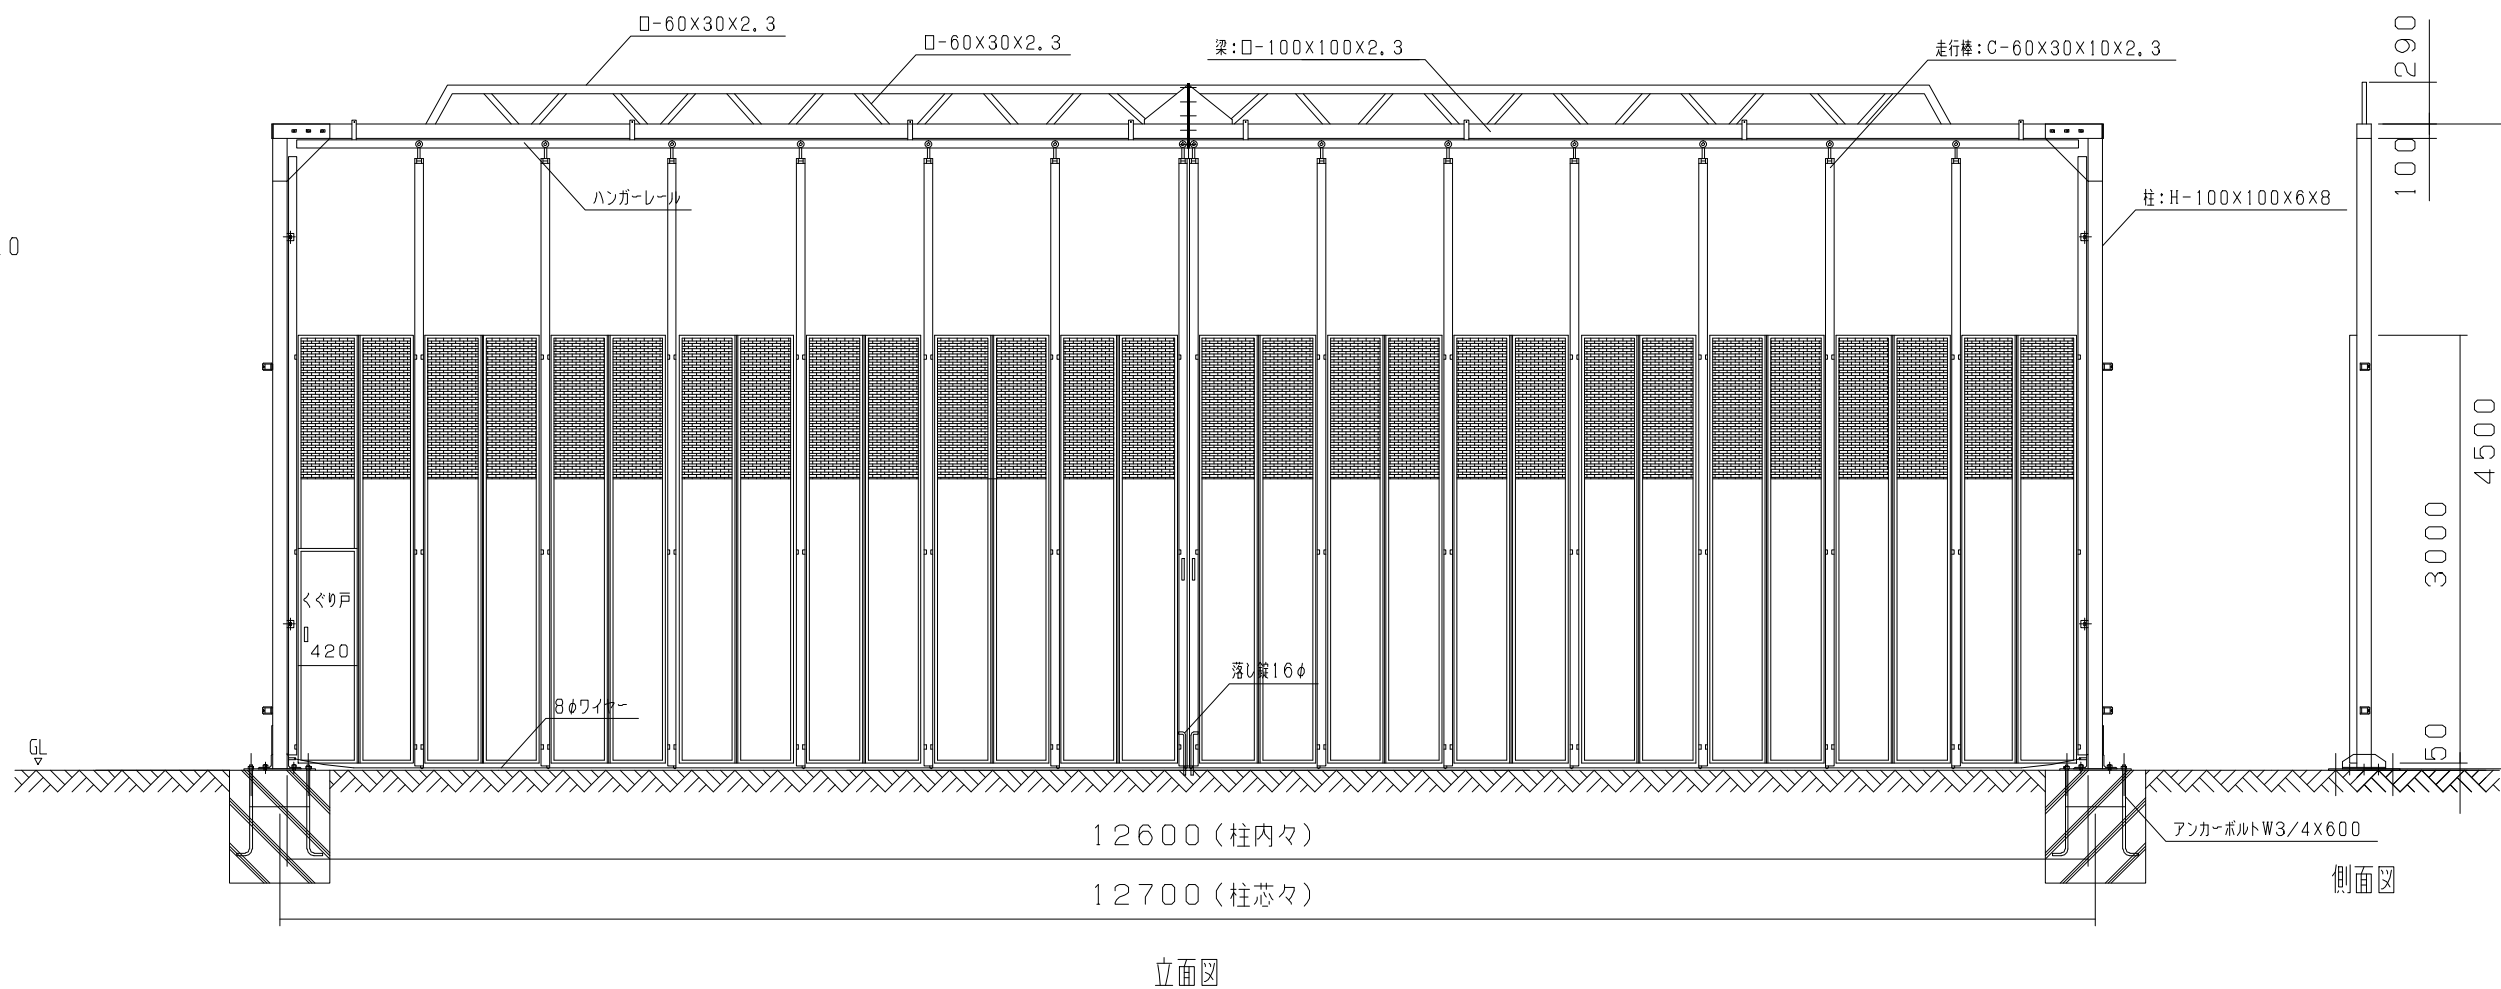 ロ-60X30X2.3
ロ-60X30X2.3
梁:ロ-100X100X2.3
走行棒:C-60X30X10X2.3
290
100
ハンガーレール
柱:H-100X100X6X8
0
4500
3000
くぐり戸
420
落し錠16φ
8φワイヤー
50
GL
12600(柱内々)
アンカーボルトW3/4X600
12700(柱芯々)
側面図
立面図